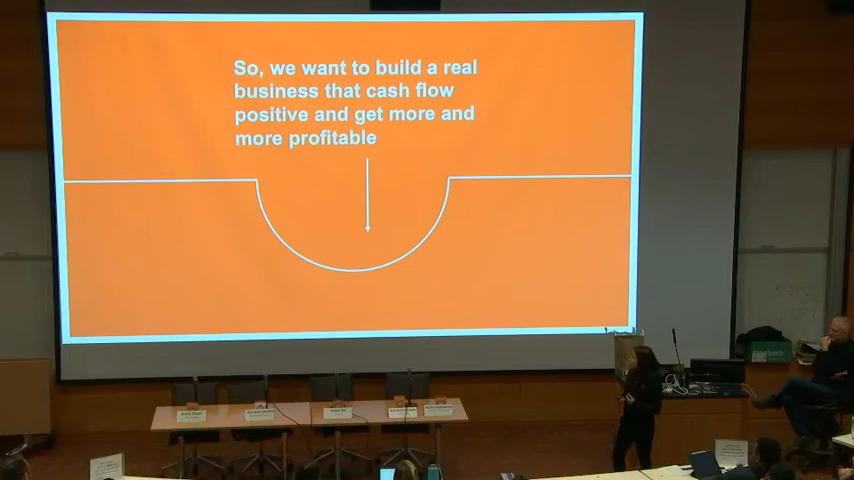 So, we want to build a real
business that cash flow
positive and get more and
more profitable